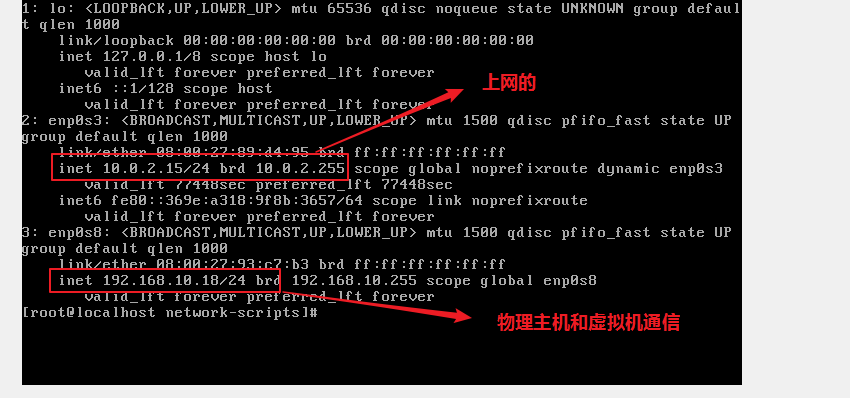 1: lo: <LOOPBACK,UP,LOWER_UP> mtu 65536 qdisc noqueue state UNKNOWN group defaul
t qlen 1000
link/loopback 00:00:00:00:00:00 brd 00:00:00:00:00:00
inet 127.0.0.1/8 scope host lo
valid_lft forever preferred_lft forever
inet6 ::1/128 scope host
valid_lft forever preferred_lft forever
上网的
2: enp0s3: <BROADCAST,MULTICAST,UP,LOWER_UP> mtu 1500 qdisc pfifo_fast state UP
group default qlen 1000
link/ether 08:00:27:89:d4:95 brd ff:ff:ff:ff:ff:ff
inet 10.0.2.15/24 brd 10.0.2.255 scope global noprefixroute dynamic enp0s3
valid_lft 77448sec preferred_lft 77448sec
inet6 fe80::369e:a318:9f8b:3657/64 scope link noprefixroute
valid_lft forever preferred_lft forever
3: enp0s8: <BROADCAST,MULTICAST,UP,LOWER_UP> mtu 1500 qdisc pfifo_fast state UP
group default qlen 1000
link/ether 08:00:27:93:c7:b3 brd ff:ff:ff:ff:ff:ff
inet 192.168.10.18/24 brd 192.168.10.255 scope global enp0s8
valid_lft forever preferred_lft forever
[root@localhost network-scripts]#
物理主机和虚拟机通信